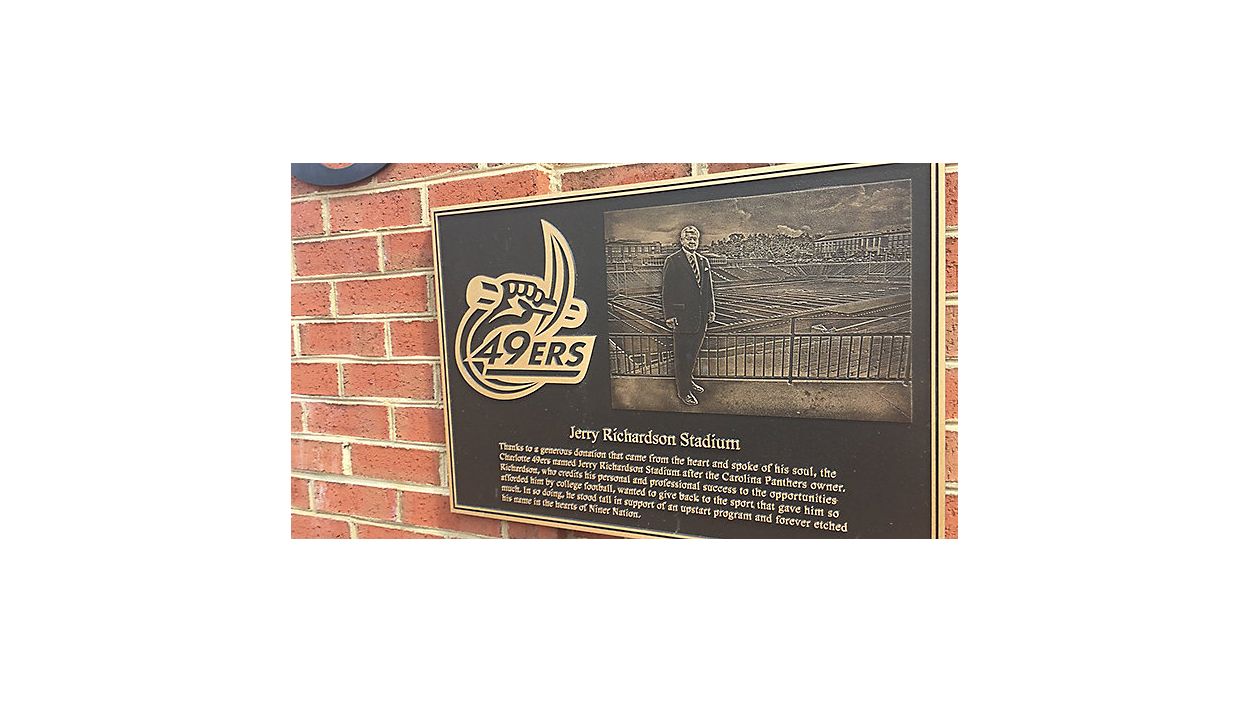 49ERS
Jerry Richardson Stadium
Thanks to a generous donation that came from the heart and spoke of his soul, the
Charlotte 49ers named Jerry Richardson Stadium after the Carolina Panthers owner.
Richardson, who credits his personal and professional success to the opportunities
afforded him by college football, wanted to give back to the sport that gave him so
much. In so doing, he stood tall in support of an upstart program and forever etched
his name in the hearts of Niner Nation.